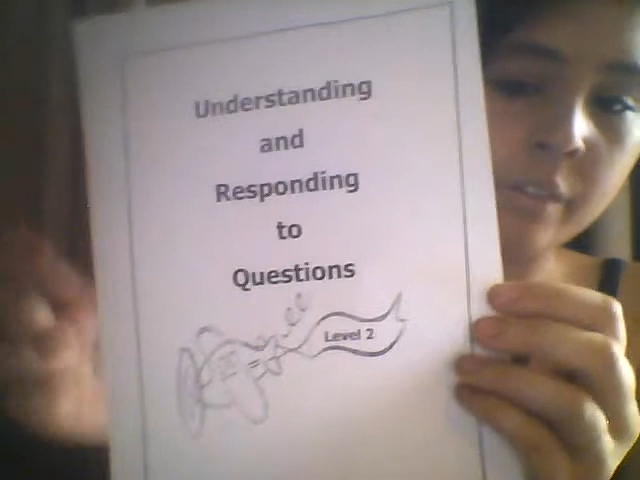 Understanding
and
Responding
to
Questions
Level 2